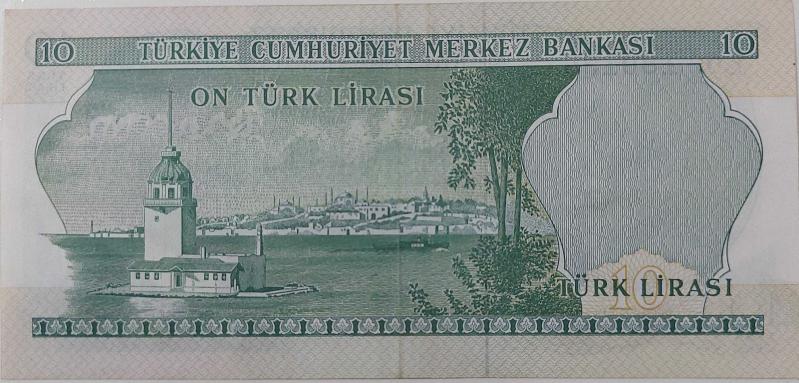 10 TÜRKİYE CUMHURİYET MERKEZ BANKASI 10
ON TÜRK LİRASI
10
TÜRK LİRASI